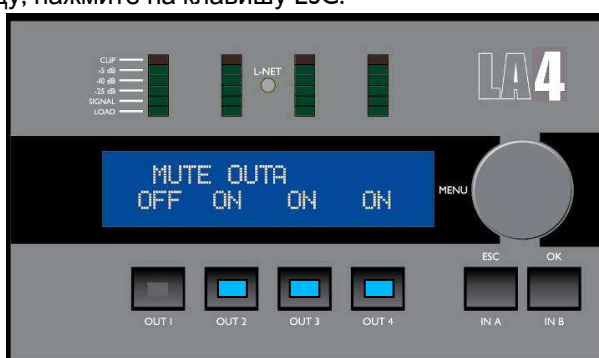 ду, нажмите на клавишу ESC.
CLIP
-5 dB
-10 dB
-25 dB
SIGNAL
LOAD
L-NET
LA4
MUTE OUTA
OFF ON ON ON
MENU
ESC OK
OUT 1 OUT 2 OUT 3 OUT 4 IN A IN B